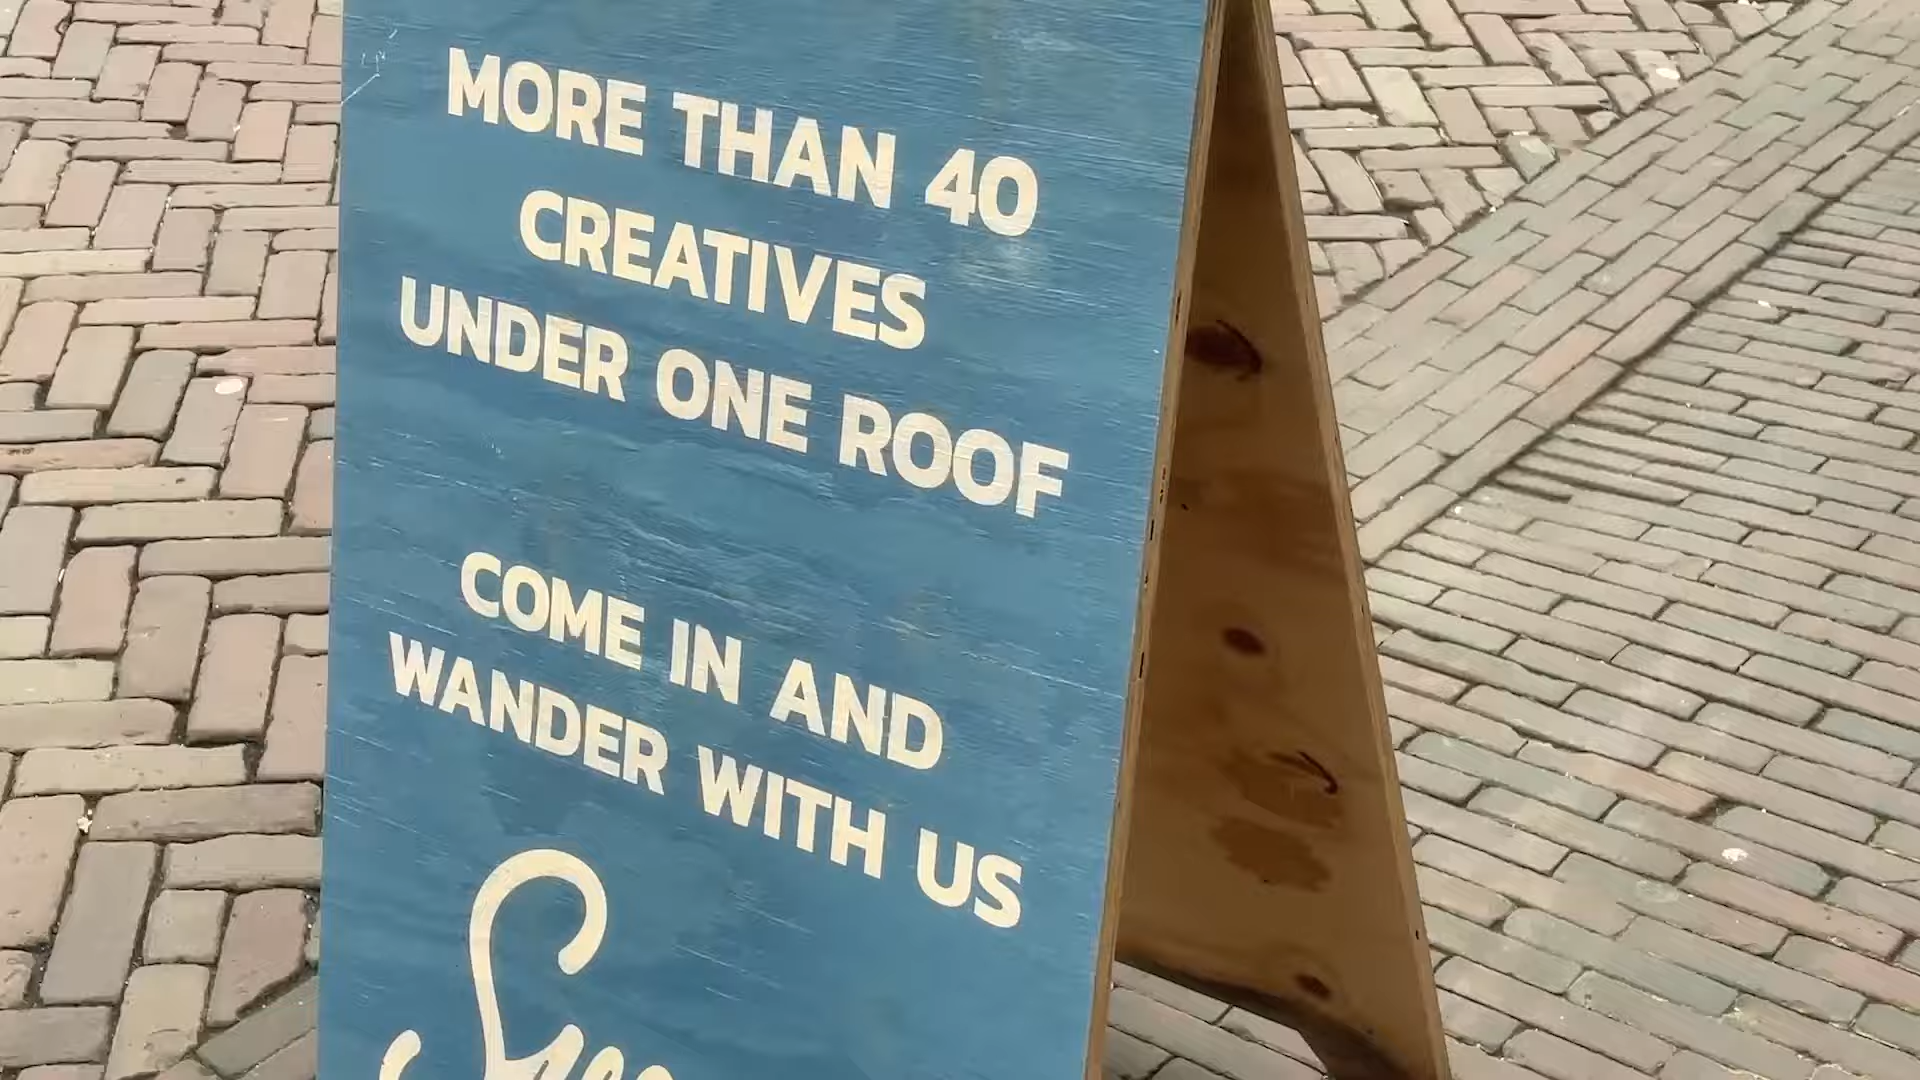 MORE THAN 40
CREATIVES
UNDER ONE ROOF
COME IN AND
WANDER WITH US